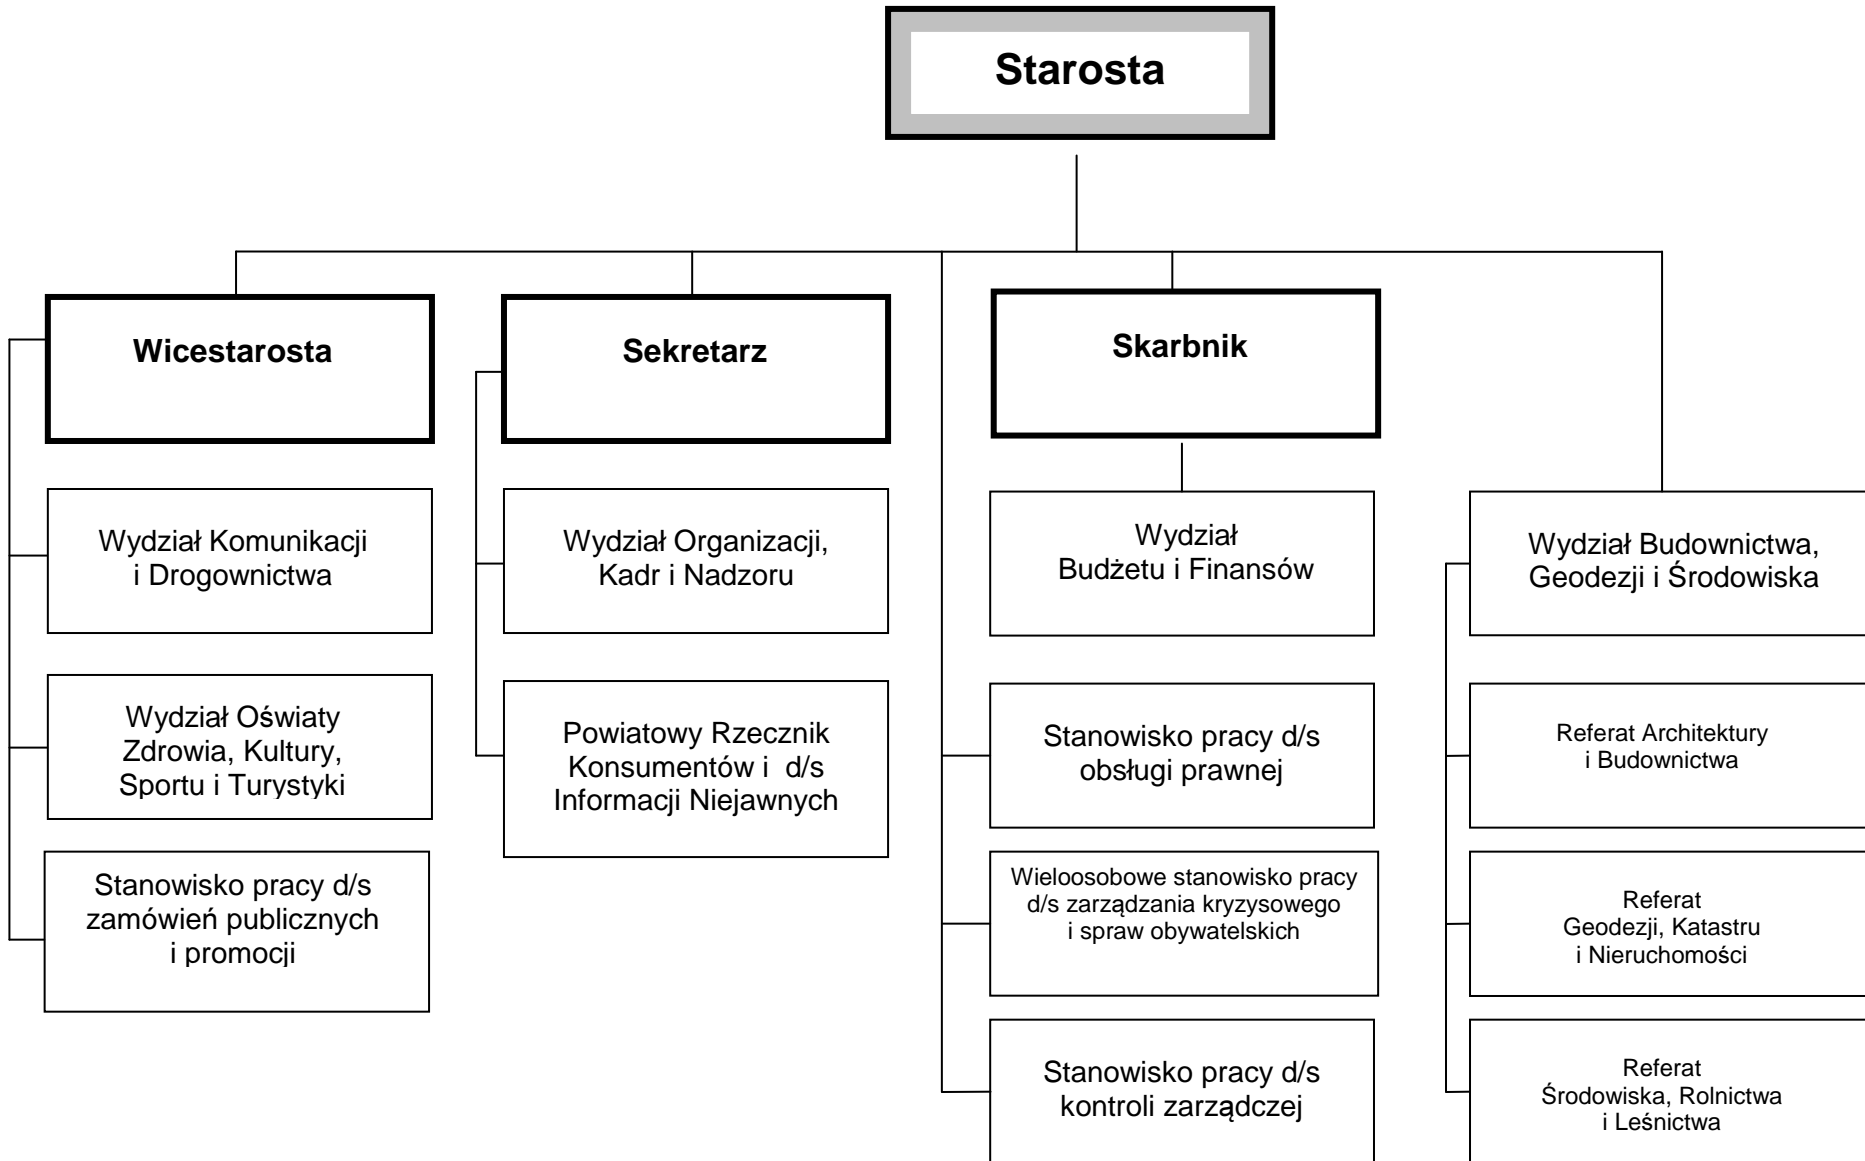 Starosta
Wicestarosta
Sekretarz
Skarbnik
Wydział Komunikacji
i Drogownictwa
Wydział Organizacji,
Kadr i Nadzoru
Wydział
Budżetu i Finansów
Wydział Budownictwa,
Geodezji i Środowiska
Wydział Oświaty
Zdrowia, Kultury,
Sportu i Turystyki
Powiatowy Rzecznik
Konsumentów i d/s
Informacji Niejawnych
Stanowisko pracy d/s
obsługi prawnej
Referat Architektury
i Budownictwa
Stanowisko pracy d/s
zamówień publicznych
i promocji
Wieloosobowe stanowisko pracy
d/s zarządzania kryzysowego
i spraw obywatelskich
Referat
Geodezji, Katastru
i Nieruchomości
Stanowisko pracy d/s
kontroli zarządczej
Referat
Środowiska, Rolnictwa
i Leśnictwa